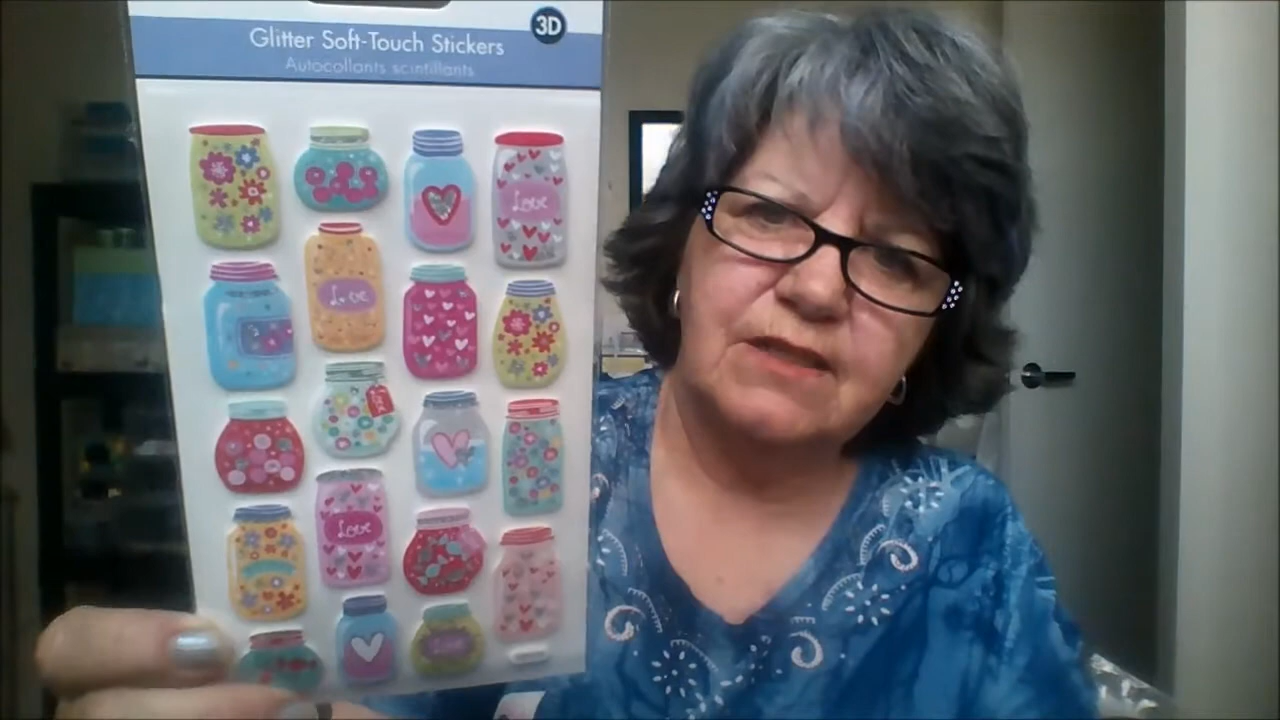 3D
Glitter Soft-Touch Stickers
Autocollants scintillants
Love
Love
Love